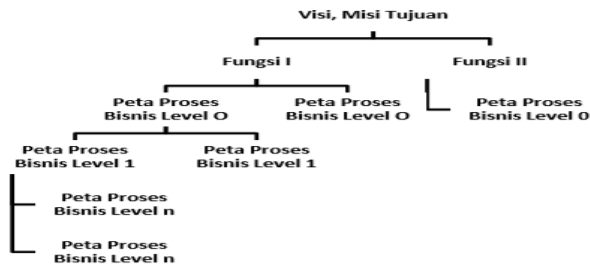 Visi, Misi Tujuan
Fungsi I
Fungsi II
Peta Proses
Bisnis Level O
Peta Proses
Bisnis Level O
Peta Proses
Bisnis Level 0
Peta Proses
Bisnis Level 1
Peta Proses
Bisnis Level 1
Peta Proses
Bisnis Level n
Peta Proses
Bisnis Level n